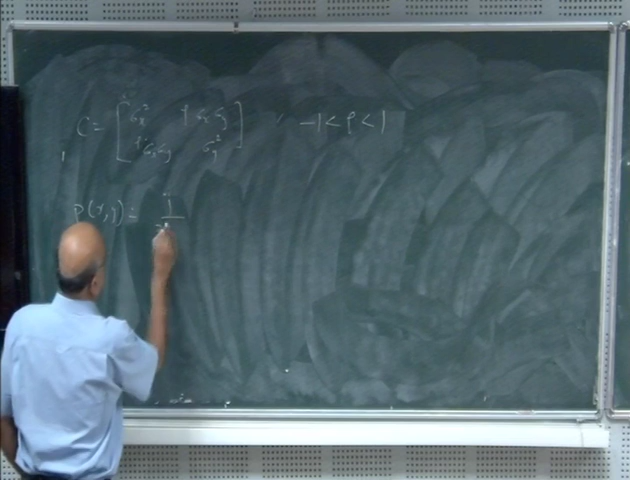 C = [ σx²  ρσxσy
ρσxσy  σy² ] , -1 < ρ < 1
P(x,y) = 1